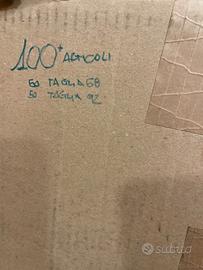 100+ ARTICOLI
50 TAGLIA 68
50 TAGLIA 92
subito